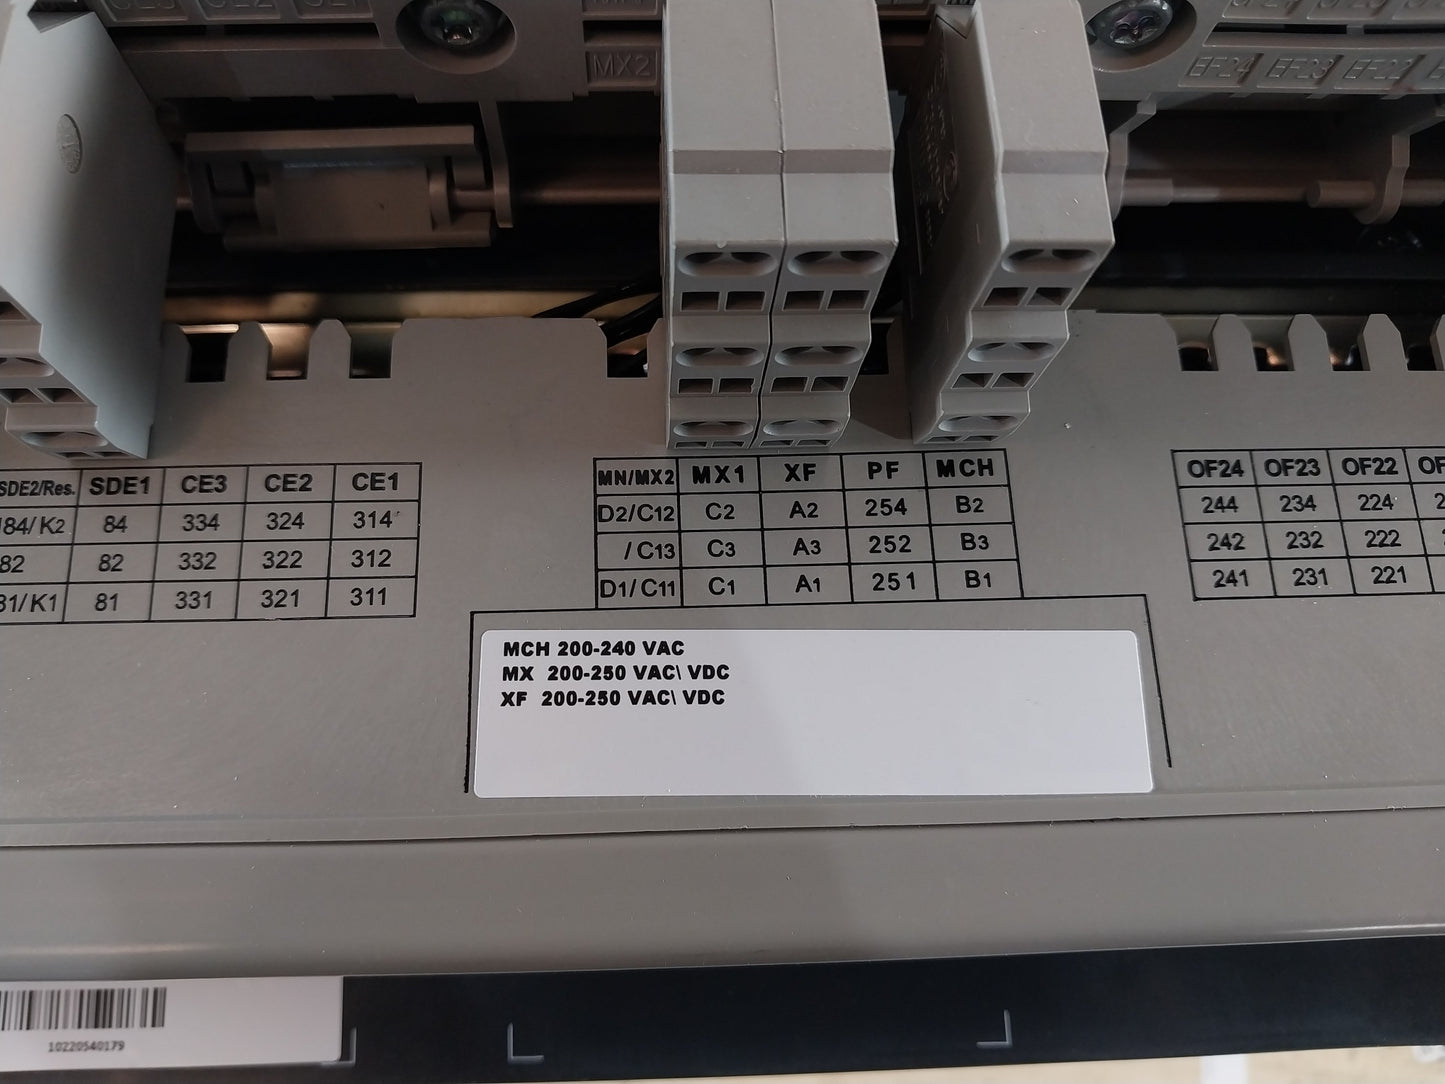 MX2
EF24 EF23 EF22
SDE2/Res. SDE1 CE3 CE2 CE1
84/K2 84 334 324 314
82 82 332 322 312
81/K1 81 331 321 311
MN/MX2 MX1 XF PF MCH
D2/C12 C2 A2 254 B2
/C13 C3 A3 252 B3
D1/C11 C1 A1 251 B1
OF24 OF23 OF22
244 234 224
242 232 222
241 231 221
MCH 200-240 VAC
MX 200-250 VAC\ VDC
XF 200-250 VAC\ VDC
10220540179